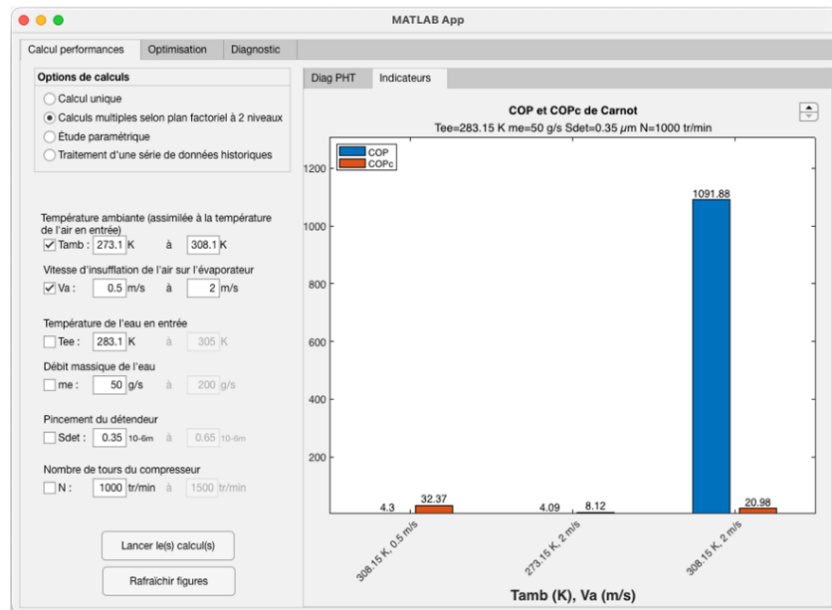 MATLAB App
Calcul performances Optimisation Diagnostic
Options de calculs
Calcul unique
Calculs multiples selon plan factoriel à 2 niveaux
Étude paramétrique
Traitement d'une série de données historiques
Température ambiante (assimilée à la température
de l'air en entrée)
Tamb : 273.1 K à 308.1 K
Vitesse d'insufflation de l'air sur l'évaporateur
Va : 0.5 m/s à 2 m/s
Température de l'eau en entrée
Tee : 283.1 K à 305 K
Débit massique de l'eau
me : 50 g/s à 200 g/s
Pincement du détendeur
Sdet : 0.35 10-6m à 0.65 10-6m
Nombre de tours du compresseur
N : 1000 tr/min à 1500 tr/min
Lancer le(s) calcul(s)
Rafraîchir figures
Diag PHT Indicateurs
COP et COPc de Carnot
Tee=283.15 K me=50 g/s Sdet=0.35 µm N=1000 tr/min
COP
COPc
1200
1000
800
600
400
200
4.3 32.37 4.09 8.12 1091.88 20.98
308.15 K, 0.5 m/s
273.15 K, 2 m/s
308.15 K, 2 m/s
Tamb (K), Va (m/s)